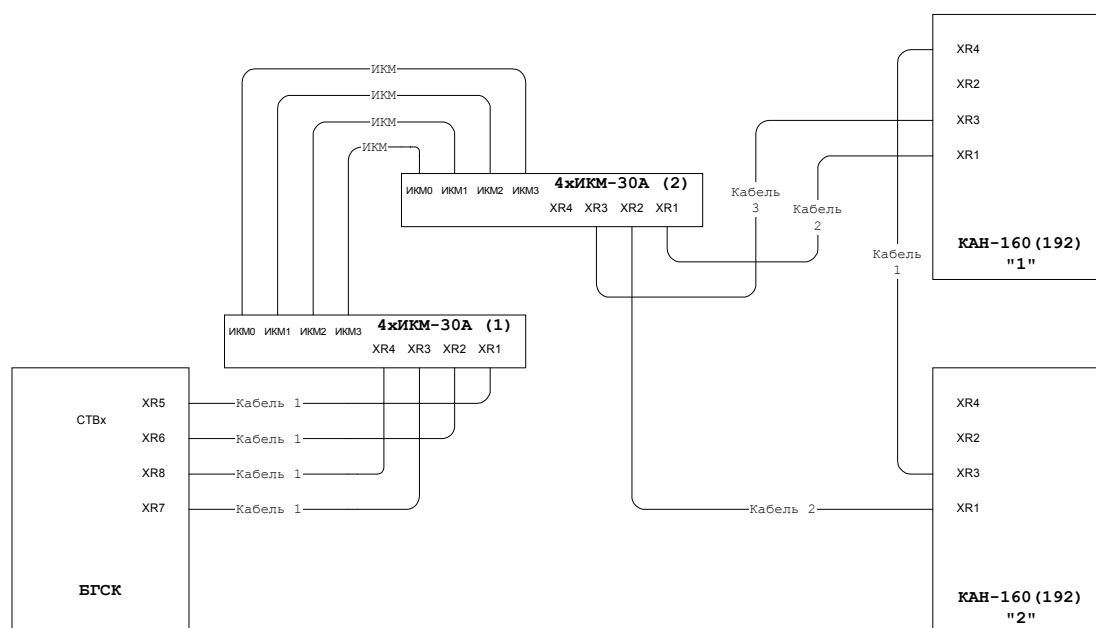 ИКМ
ИКМ
ИКМ
ИКМ
ИКМ0 ИКМ1 ИКМ2 ИКМ3
4хИКМ-30А (2)
XR4 XR3 XR2 XR1
ИКМ0 ИКМ1 ИКМ2 ИКМ3
4хИКМ-30А (1)
XR4 XR3 XR2 XR1
СТВх
XR5
XR6
XR8
XR7
БГСК
Кабель 1
Кабель 1
Кабель 1
Кабель 1
Кабель
3
Кабель
2
Кабель
1
Кабель 2
XR4
XR2
XR3
XR1
КАН-160(192)
"1"
XR4
XR2
XR3
XR1
КАН-160(192)
"2"